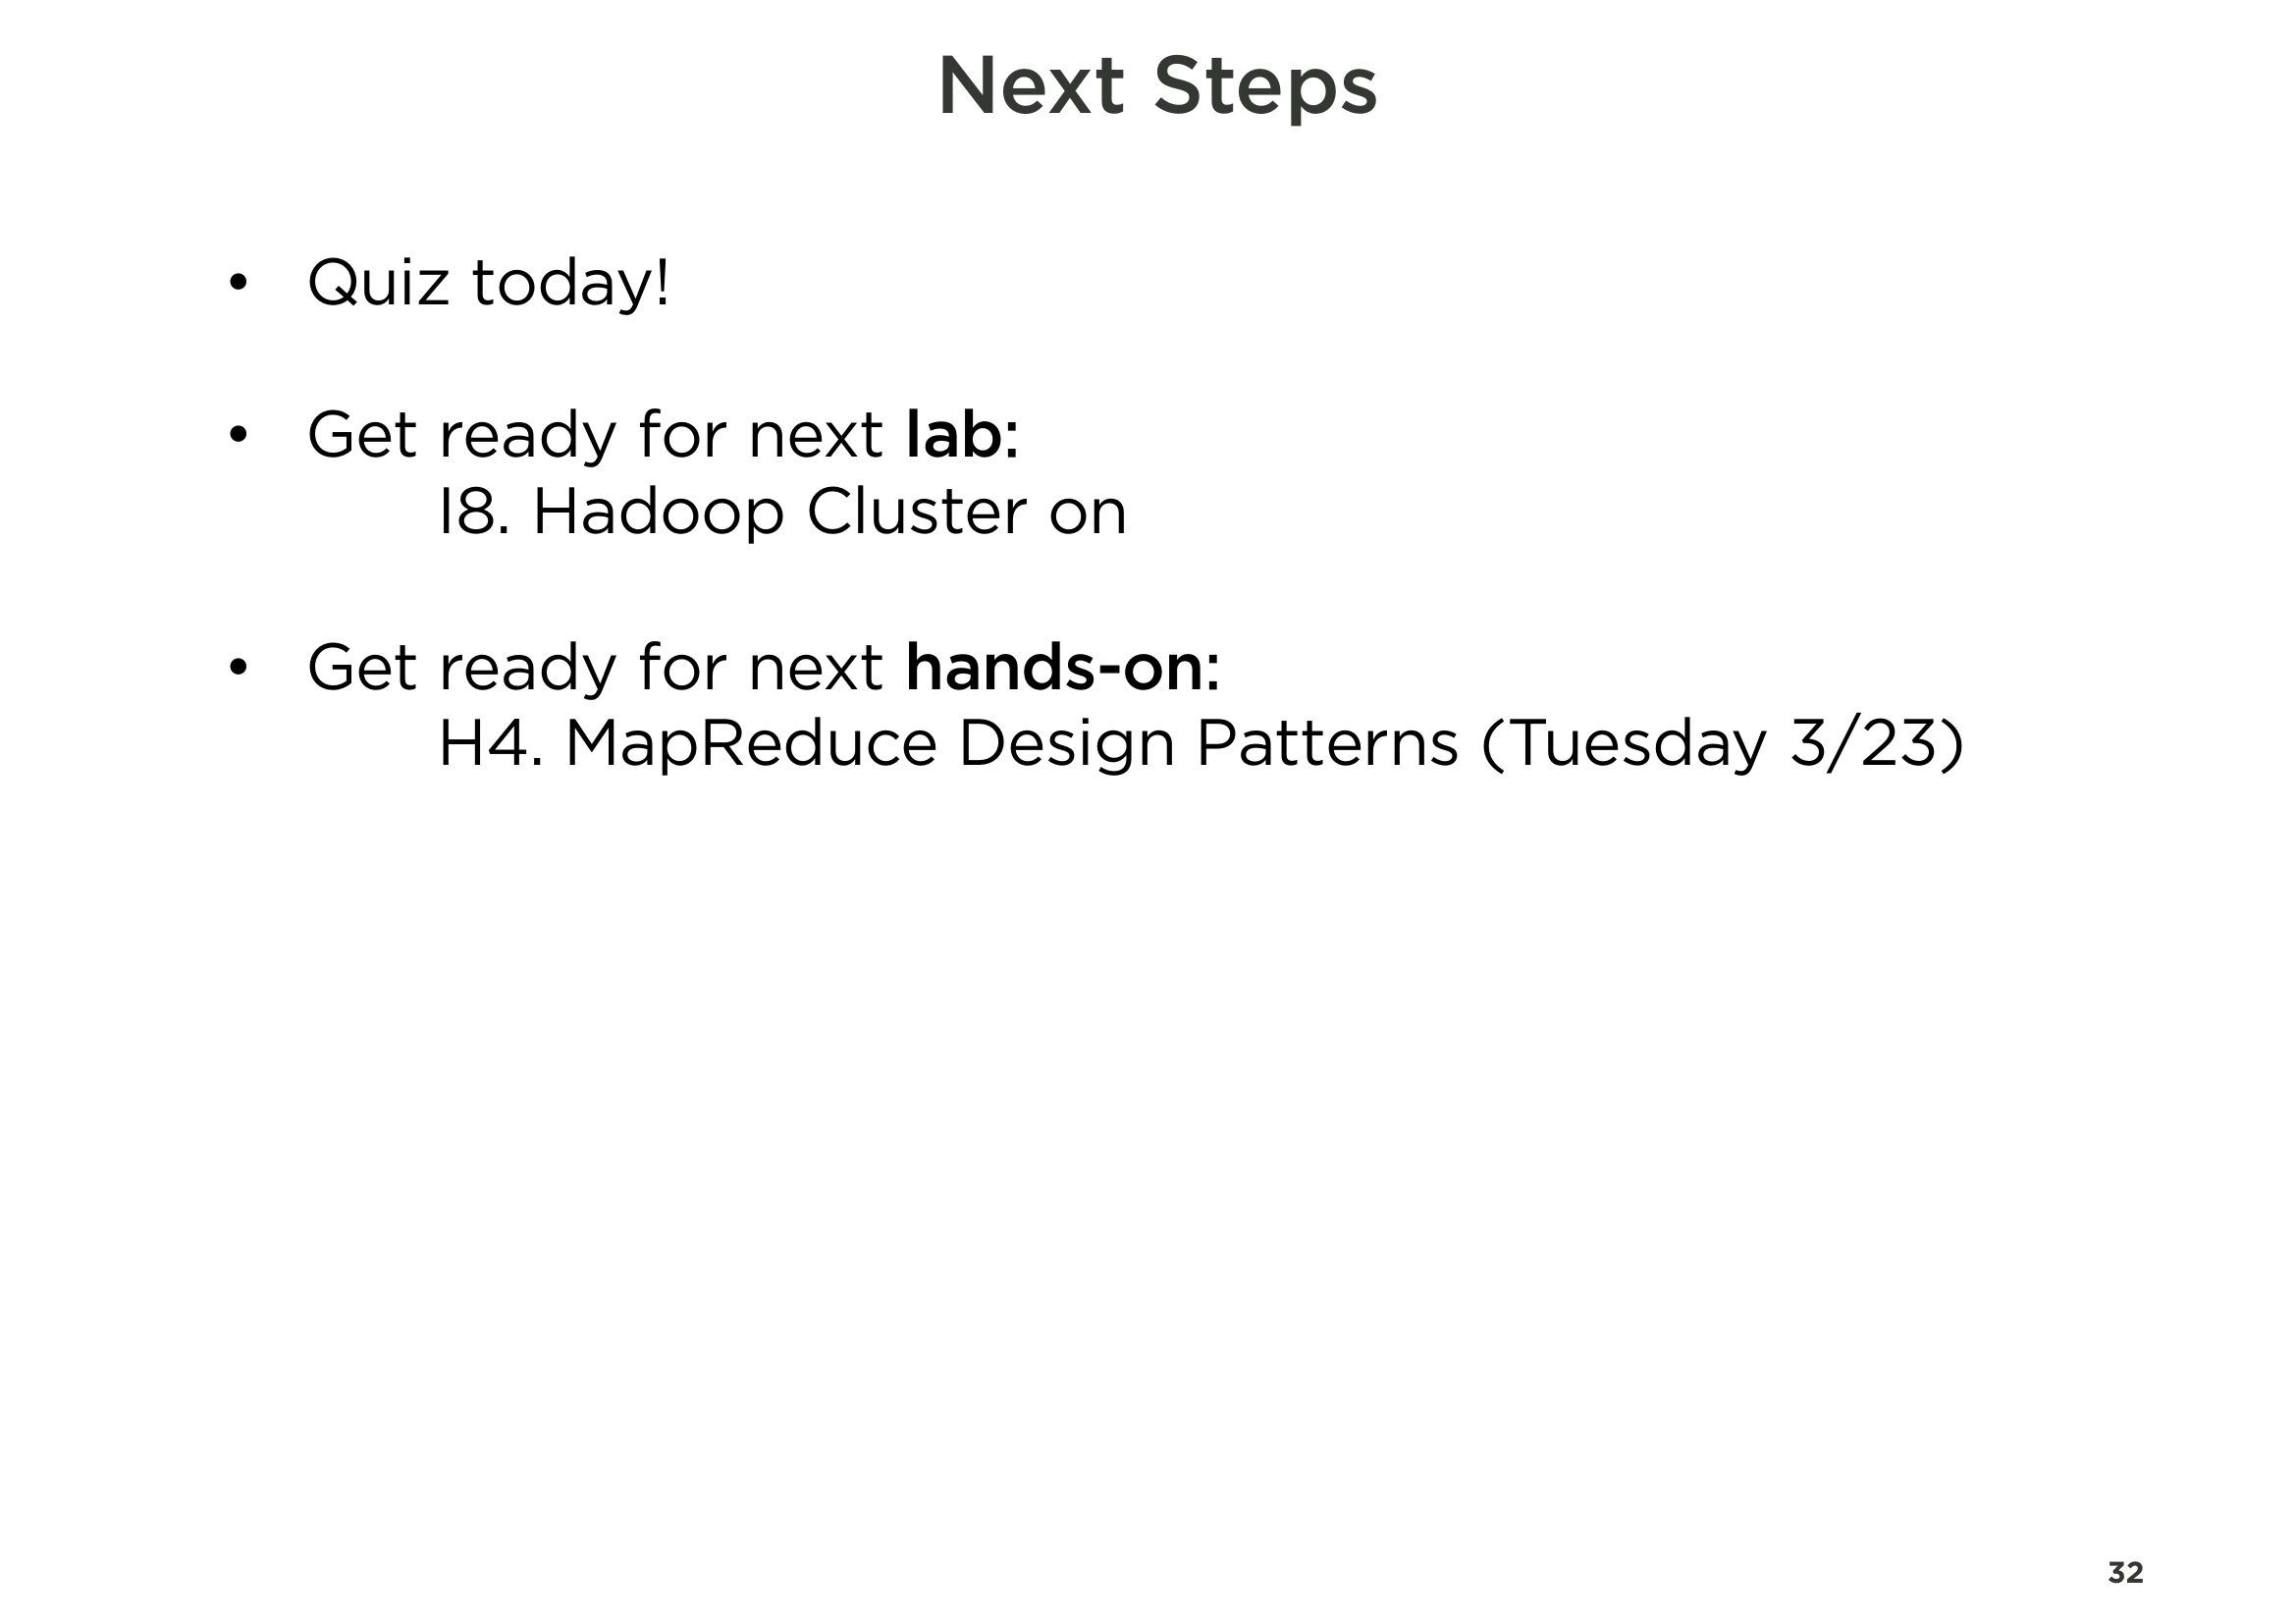 Next Steps
• Quiz today!
• Get ready for next lab:
I8. Hadoop Cluster on
• Get ready for next hands-on:
H4. MapReduce Design Patterns (Tuesday 3/23)
32